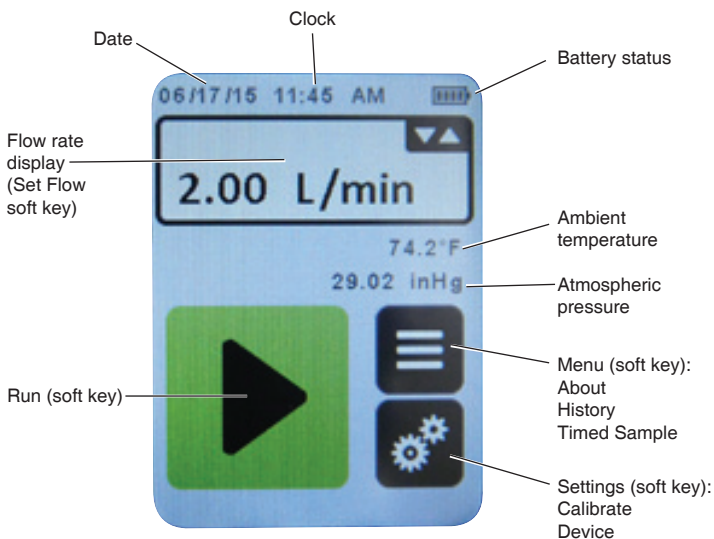 Clock
Date
Battery status
06/17/15 11:45 AM
Flow rate
display
(Set Flow
soft key)
2.00 L/min
Ambient
temperature
74.2°F
29.02 inHg
Atmospheric
pressure
Menu (soft key):
About
History
Timed Sample
Run (soft key)
Settings (soft key):
Calibrate
Device